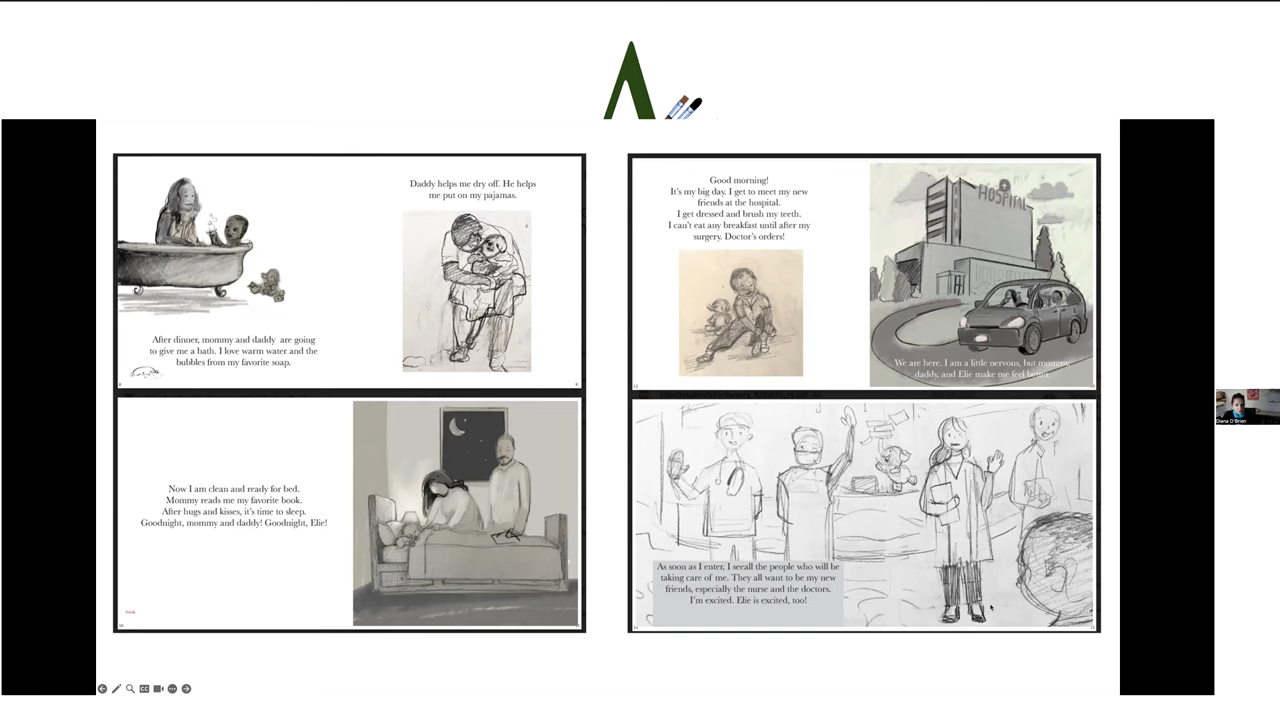 After dinner, mommy and daddy are going
to give me a bath. I love warm water and the
bubbles from my favorite soap.
Daddy helps me dry off. He helps
me put on my pajamas.
Now I am clean and ready for bed.
Mommy reads me my favorite book.
After hugs and kisses, it's time to sleep.
Goodnight, mommy and daddy! Goodnight, Elie!
book
Good morning!
It's my big day. I get to meet my new
friends at the hospital.
I get dressed and brush my teeth.
I can't eat any breakfast until after my
surgery. Doctor's orders!
HOSPITAL
We are here. I am a little nervous, but mommy,
daddy, and Elie make me feel better.
As soon as I enter, I seeall the people who will be
taking care of me. They all want to be my new
friends, especially the nurse and the doctors.
I'm excited. Elie is excited, too!
Diana O'Brien